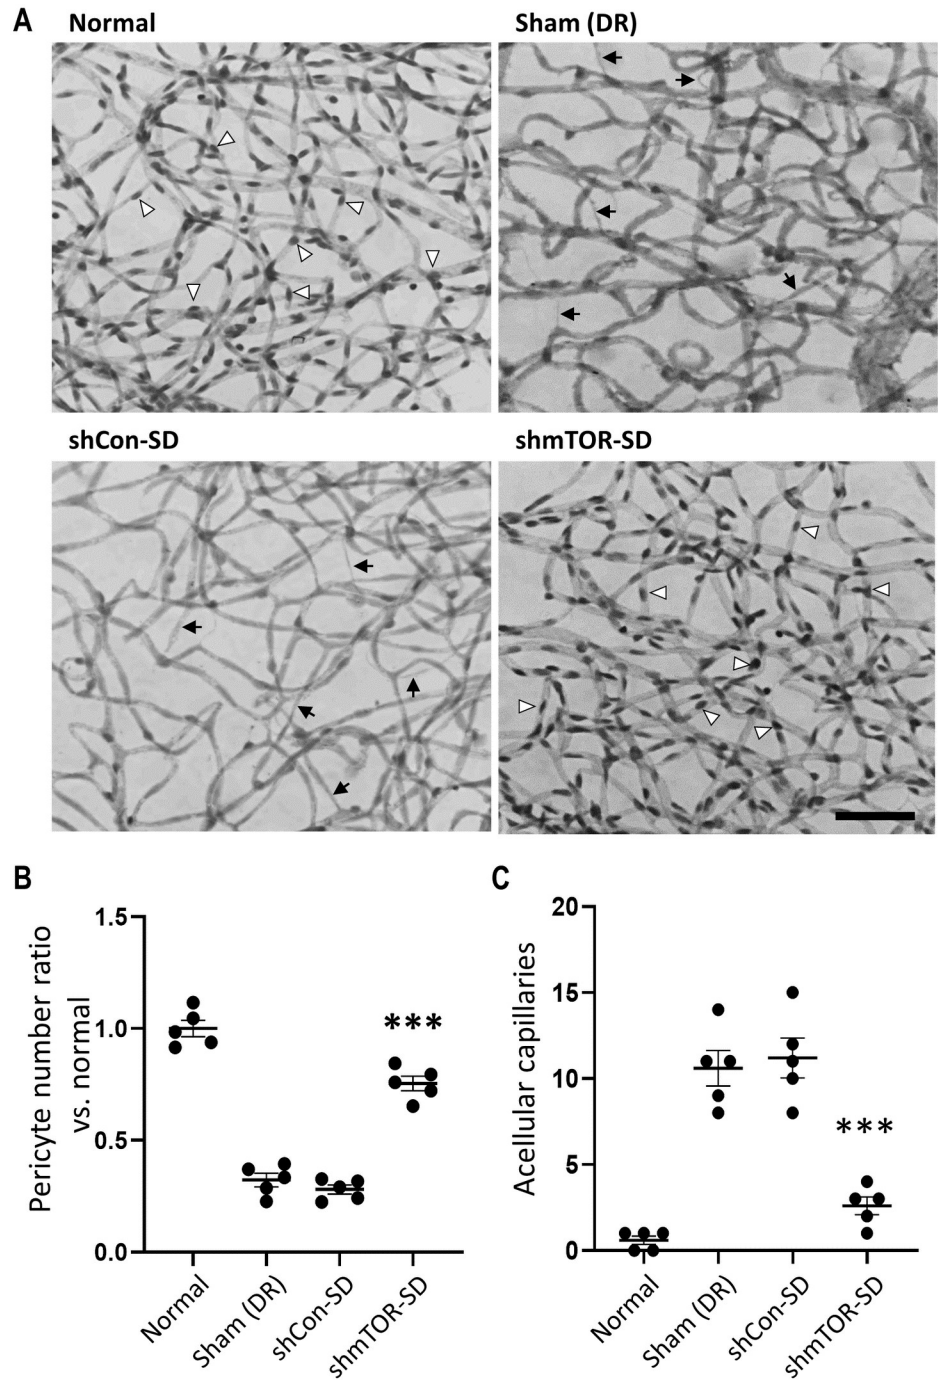 A
Normal
Sham (DR)
shCon-SD
shmTOR-SD
B
Pericyte number ratio
vs. normal
1.5
1.0
0.5
0.0
***
Normal
Sham (DR)
shCon-SD
shmTOR-SD
C
Acellular capillaries
20
15
10
5
0
***
Normal
Sham (DR)
shCon-SD
shmTOR-SD